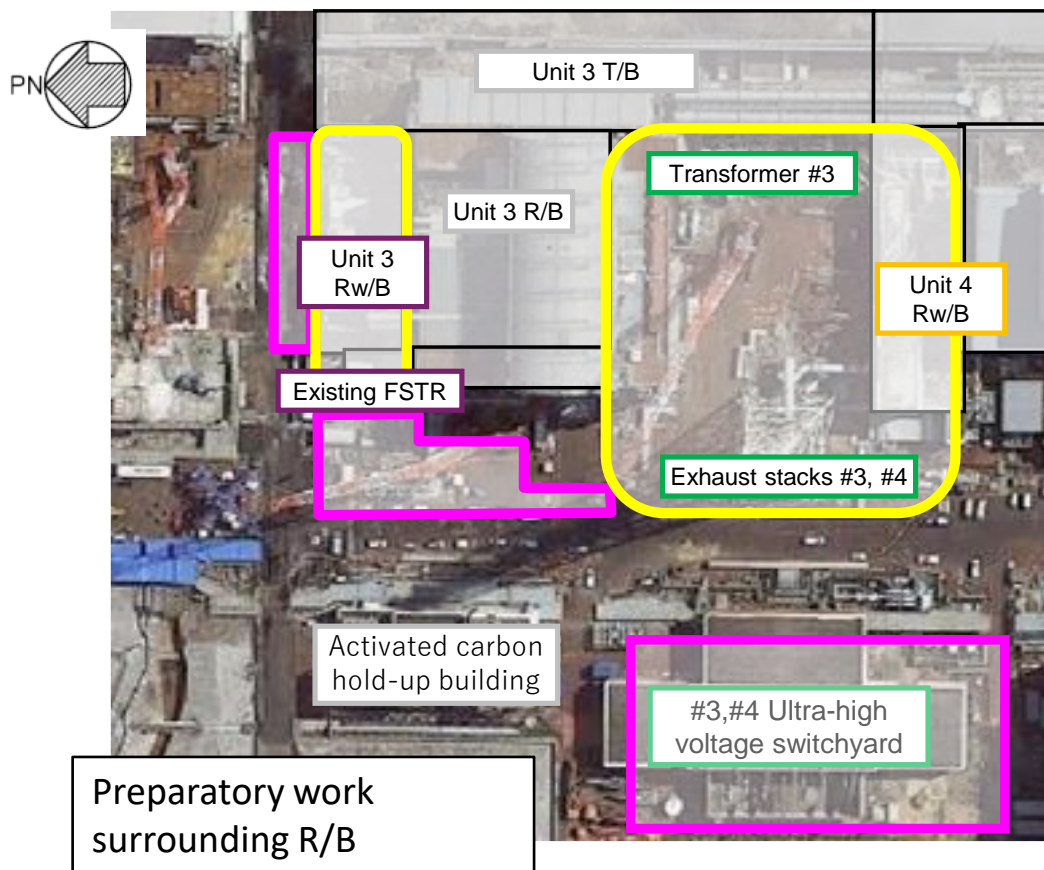 PN
Unit 3 T/B
Transformer #3
Unit 3 R/B
Unit 3
Rw/B
Unit 4
Rw/B
Existing FSTR
Exhaust stacks #3, #4
Activated carbon
hold-up building
#3,#4 Ultra-high
voltage switchyard
Preparatory work
surrounding R/B